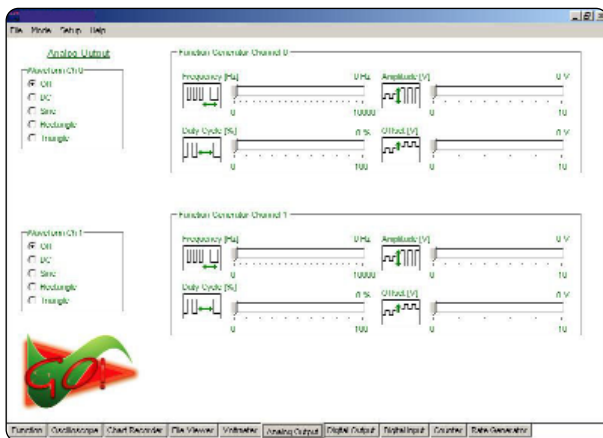 File Mode Setup Help
Analog Output
Waveform Ch 0
Off
DC
Sine
Rectangle
Triangle
Function Generator Channel 0
Frequency [Hz] 0 Hz
0 10000
Amplitude [V] 0 V
0 10
Duty Cycle [%] 0 %
0 100
Offset [V] 0 V
0 10
Waveform Ch 1
Off
DC
Sine
Rectangle
Triangle
Function Generator Channel 1
Frequency [Hz] 0 Hz
0 10000
Amplitude [V] 0 V
0 10
Duty Cycle [%] 0 %
0 100
Offset [V] 0 V
0 10
GO!
Function Oscilloscope Chart Recorder File Viewer Voltmeter Analog Output Digital Output Digital Input Counter Rate Generator